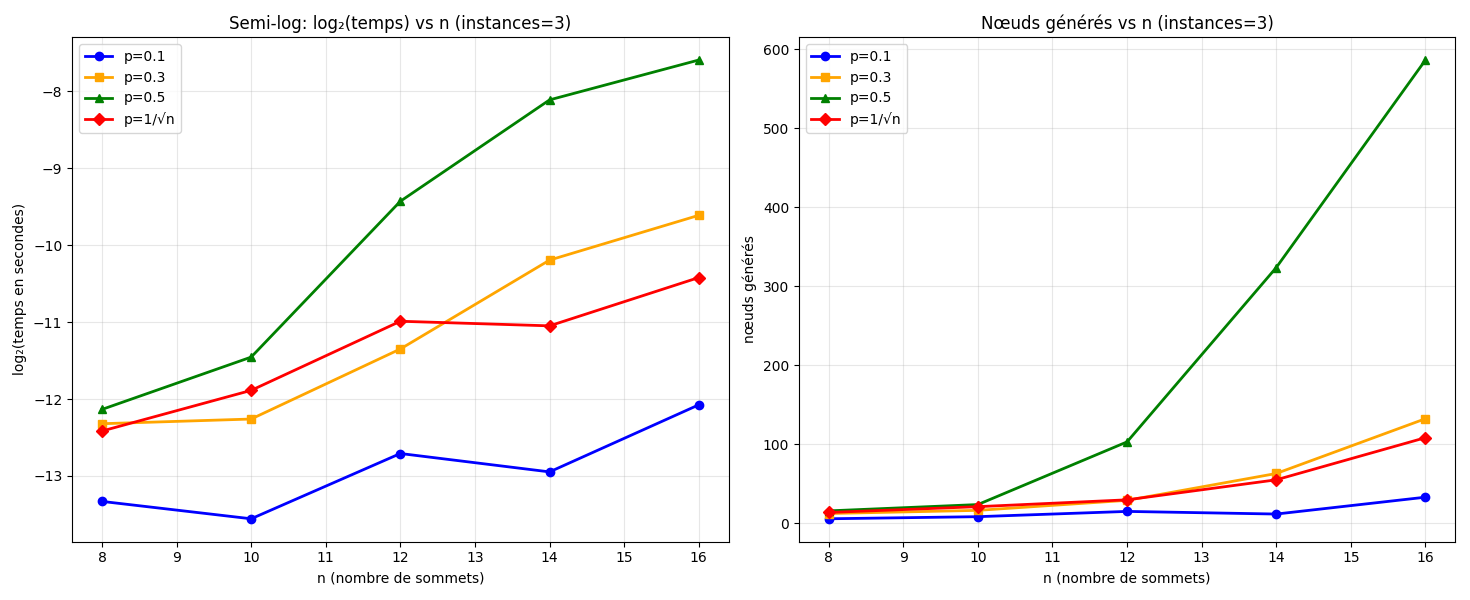 Semi-log: log₂(temps) vs n (instances=3)
p=0.1
p=0.3
p=0.5
p=1/√n
−8
−9
−10
−11
−12
−13
log₂(temps en secondes)
8 9 10 11 12 13 14 15 16
n (nombre de sommets)
Nœuds générés vs n (instances=3)
p=0.1
p=0.3
p=0.5
p=1/√n
600
500
400
300
200
100
0
nœuds générés
8 9 10 11 12 13 14 15 16
n (nombre de sommets)